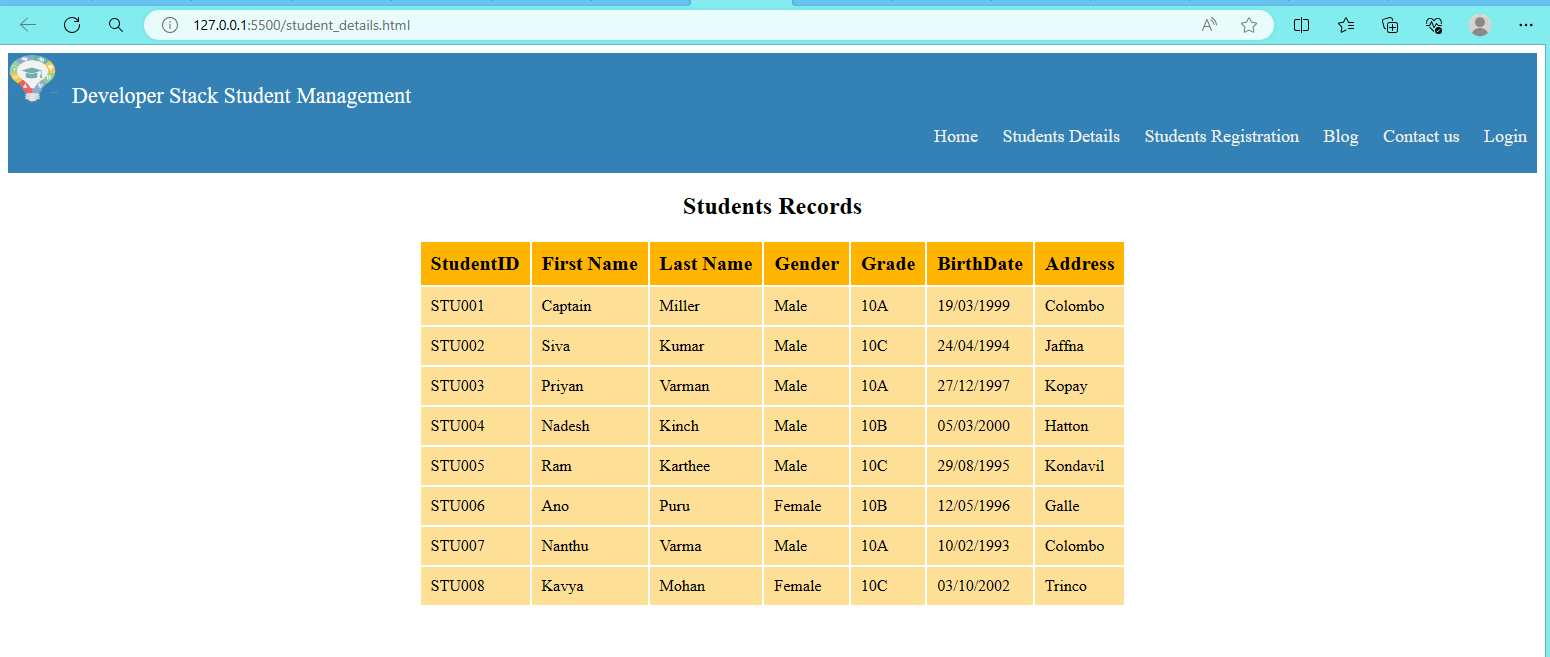 127.0.0.1:5500/student_details.html
Developer Stack Student Management
Home Students Details Students Registration Blog Contact us Login
Students Records
StudentID First Name Last Name Gender Grade BirthDate Address
STU001 Captain Miller Male 10A 19/03/1999 Colombo
STU002 Siva Kumar Male 10C 24/04/1994 Jaffna
STU003 Priyan Varman Male 10A 27/12/1997 Kopay
STU004 Nadesh Kinch Male 10B 05/03/2000 Hatton
STU005 Ram Karthee Male 10C 29/08/1995 Kondavil
STU006 Ano Puru Female 10B 12/05/1996 Galle
STU007 Nanthu Varma Male 10A 10/02/1993 Colombo
STU008 Kavya Mohan Female 10C 03/10/2002 Trinco